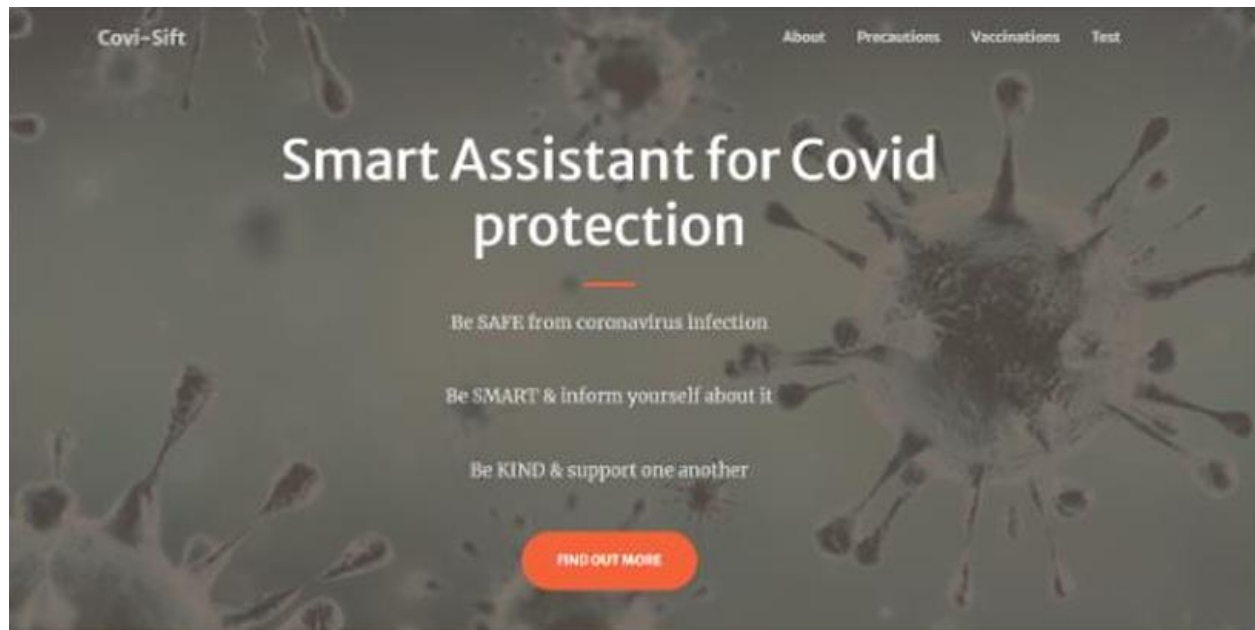 Covi-Sift
About Precautions Vaccinations Test
Smart Assistant for Covid
protection
Be SAFE from coronavirus infection
Be SMART & inform yourself about it
Be KIND & support one another
FIND OUT MORE